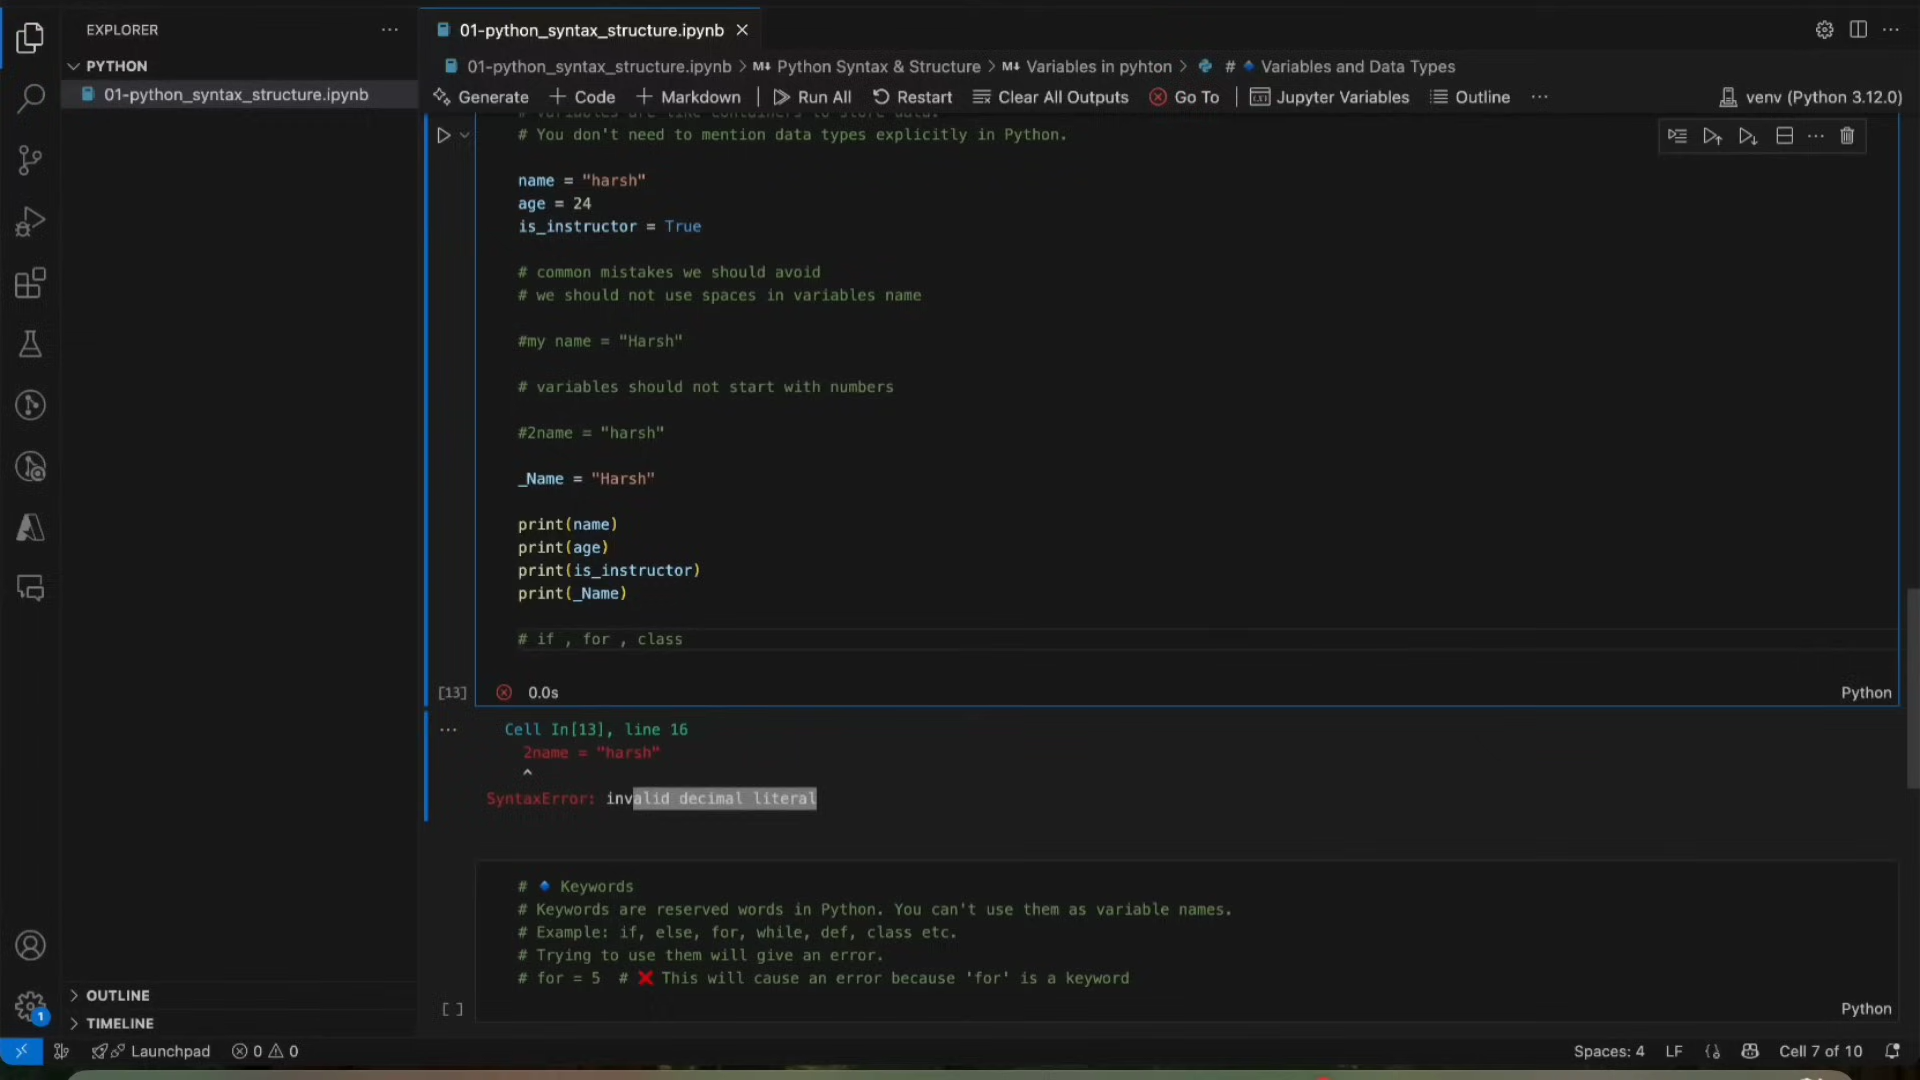 EXPLORER
PYTHON
01-python_syntax_structure.ipynb
OUTLINE
TIMELINE
01-python_syntax_structure.ipynb
01-python_syntax_structure.ipynb > M↓ Python Syntax & Structure > M↓ Variables in pyhton > # Variables and Data Types
Generate + Code + Markdown | Run All Restart Clear All Outputs Go To | Jupyter Variables Outline ...
venv (Python 3.12.0)
# Variables are like containers to store data.
# You don't need to mention data types explicitly in Python.
name = "harsh"
age = 24
is_instructor = True
# common mistakes we should avoid
# we should not use spaces in variables name
#my name = "Harsh"
# variables should not start with numbers
#2name = "harsh"
_Name = "Harsh"
print(name)
print(age)
print(is_instructor)
print(_Name)
# if , for , class
[13] 0.0s
Python
Cell In[13], line 16
2name = "harsh"
^
SyntaxError: invalid decimal literal
# Keywords
# Keywords are reserved words in Python. You can't use them as variable names.
# Example: if, else, for, while, def, class etc.
# Trying to use them will give an error.
# for = 5 # ❌ This will cause an error because 'for' is a keyword
[ ]
Python
1
Launchpad 0 0
Spaces: 4 LF Cell 7 of 10